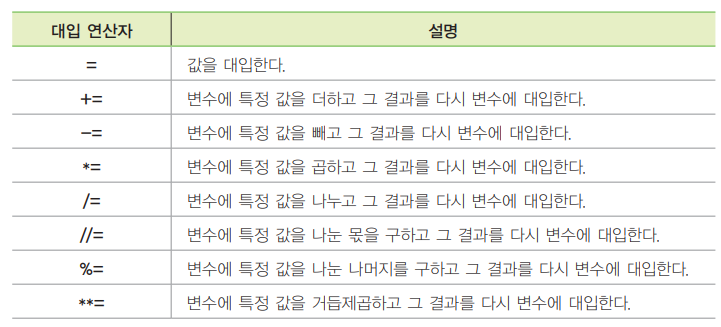 대입 연산자 설명
= 값을 대입한다.
+= 변수에 특정 값을 더하고 그 결과를 다시 변수에 대입한다.
−= 변수에 특정 값을 빼고 그 결과를 다시 변수에 대입한다.
*= 변수에 특정 값을 곱하고 그 결과를 다시 변수에 대입한다.
/= 변수에 특정 값을 나누고 그 결과를 다시 변수에 대입한다.
//= 변수에 특정 값을 나눈 몫을 구하고 그 결과를 다시 변수에 대입한다.
%= 변수에 특정 값을 나눈 나머지를 구하고 그 결과를 다시 변수에 대입한다.
**= 변수에 특정 값을 거듭제곱하고 그 결과를 다시 변수에 대입한다.